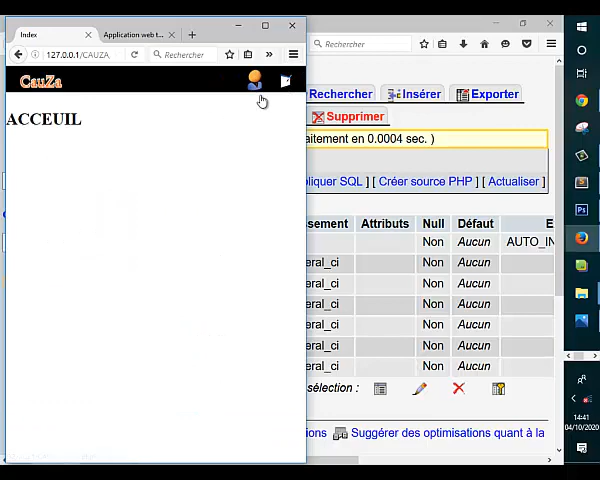 Index
Application web t...
127.0.0.1/CAUZA,
Rechercher
CauZa
ACCEUIL
Rechercher
Rechercher
Insérer
Exporter
Supprimer
aitement en 0.0004 sec. )
pliquer SQL ] [ Créer source PHP ] [ Actualiser ]
ssement Attributs Null Défaut E
Non Aucun AUTO_IN
eral_ci Non Aucun
eral_ci Non Aucun
eral_ci Non Aucun
eral_ci Non Aucun
eral_ci Non Aucun
eral_ci Non Aucun
sélection :
ions Suggérer des optimisations quant à la
14:41
04/10/2020